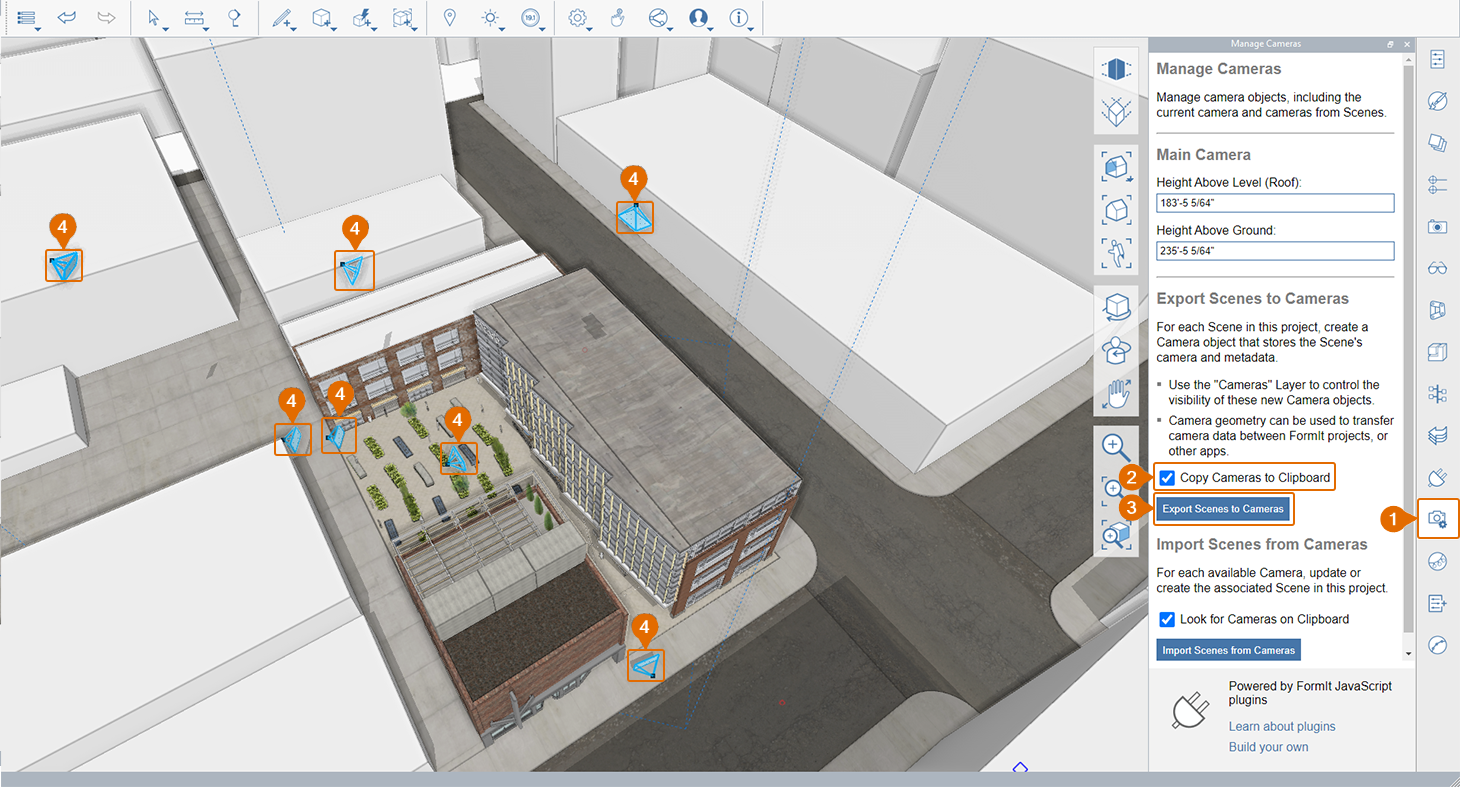 19.1
Manage Cameras
Manage Cameras
Manage camera objects, including the
current camera and cameras from Scenes.
Main Camera
Height Above Level (Roof):
183'-5 5/64"
Height Above Ground:
235'-5 5/64"
Export Scenes to Cameras
For each Scene in this project, create a
Camera object that stores the Scene's
camera and metadata.
Use the "Cameras" Layer to control the
visibility of these new Camera objects.
Camera geometry can be used to transfer
camera data between FormIt projects, or
other apps.
2
Copy Cameras to Clipboard
3
Export Scenes to Cameras
1
Import Scenes from Cameras
For each available Camera, update or
create the associated Scene in this project.
Look for Cameras on Clipboard
Import Scenes from Cameras
Powered by FormIt JavaScript
plugins
Learn about plugins
Build your own
4
4
4
4
4
4
4